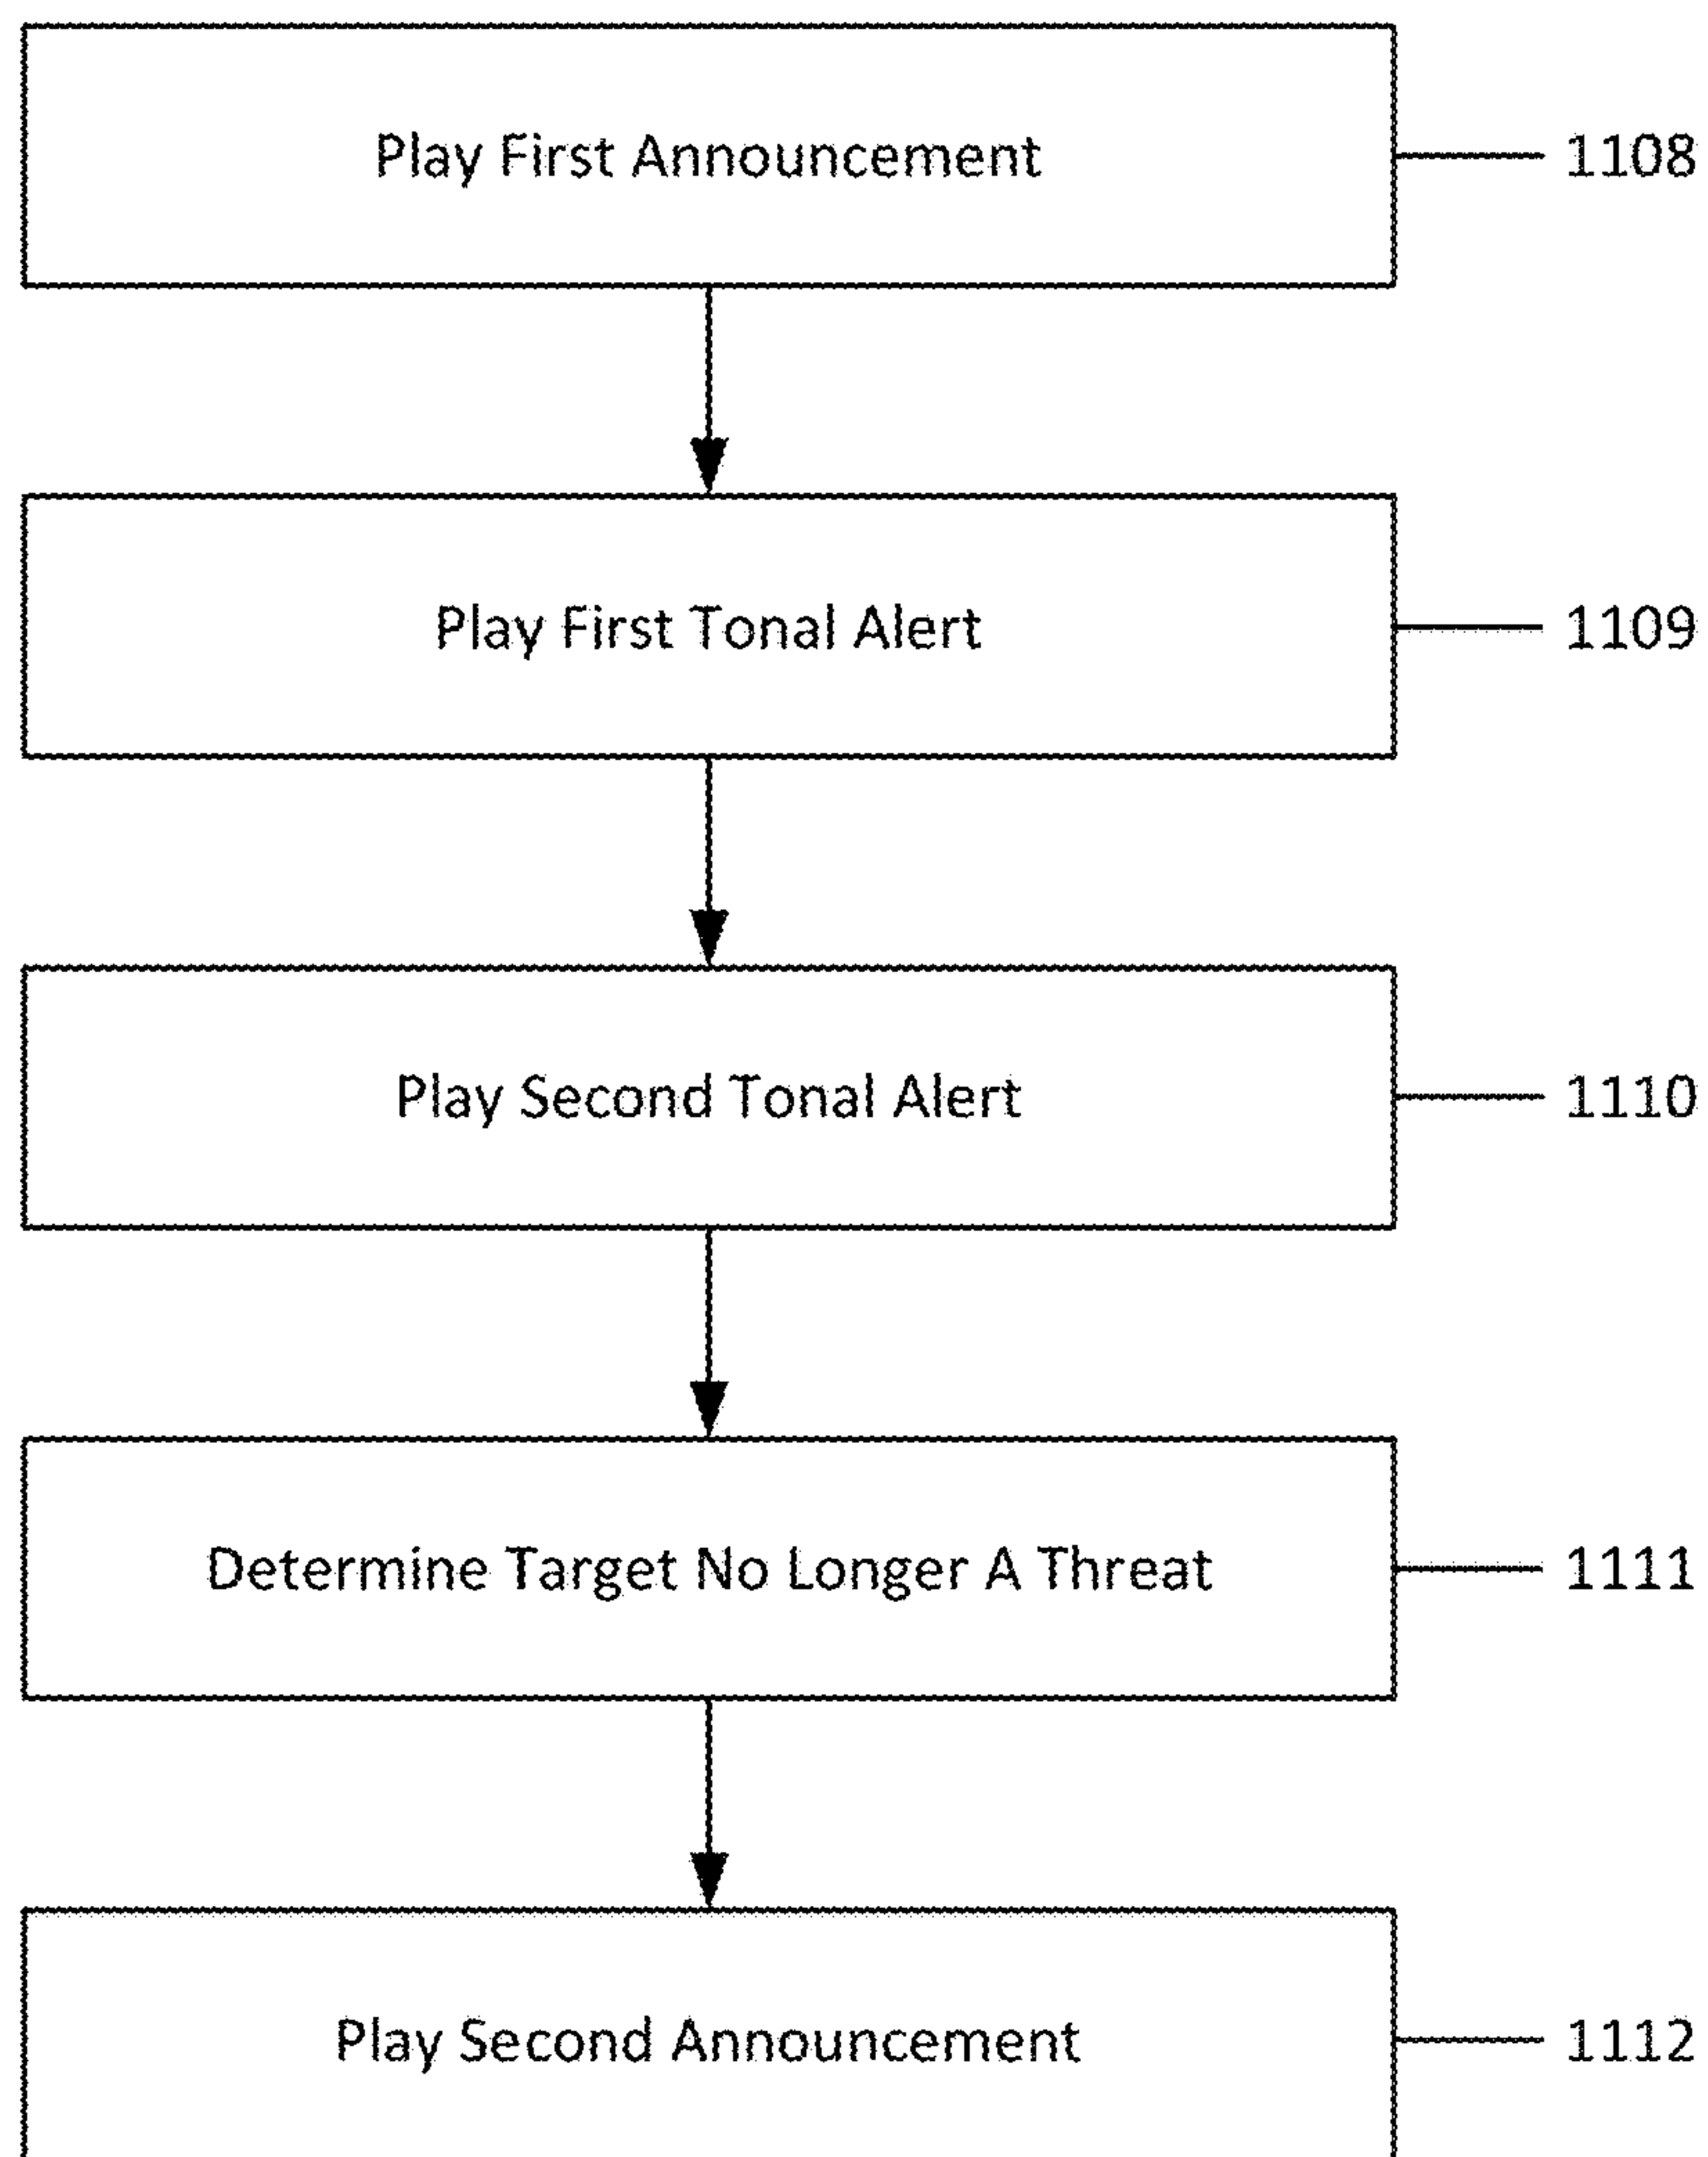 Play First Announcement
1108
Play First Tonal Alert
1109
Play Second Tonal Alert
1110
Determine Target No Longer A Threat
1111
Play Second Announcement
1112